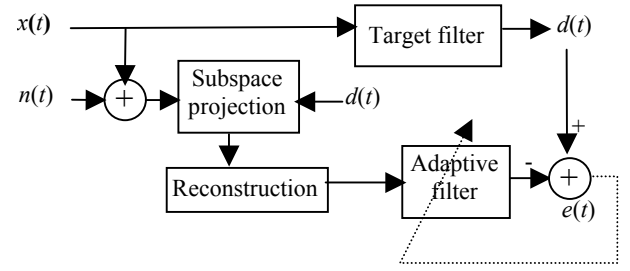 x(t)
Target filter
d(t)
n(t)
+
Subspace
projection
d(t)
+
Reconstruction
Adaptive
filter
-
+
e(t)